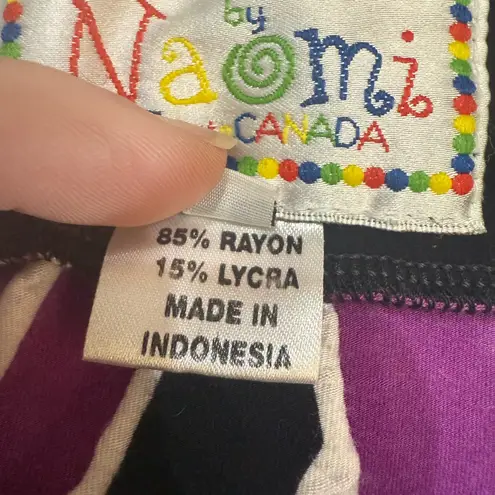 by
Naomi
CANADA
85% RAYON
15% LYCRA
MADE IN
INDONESIA